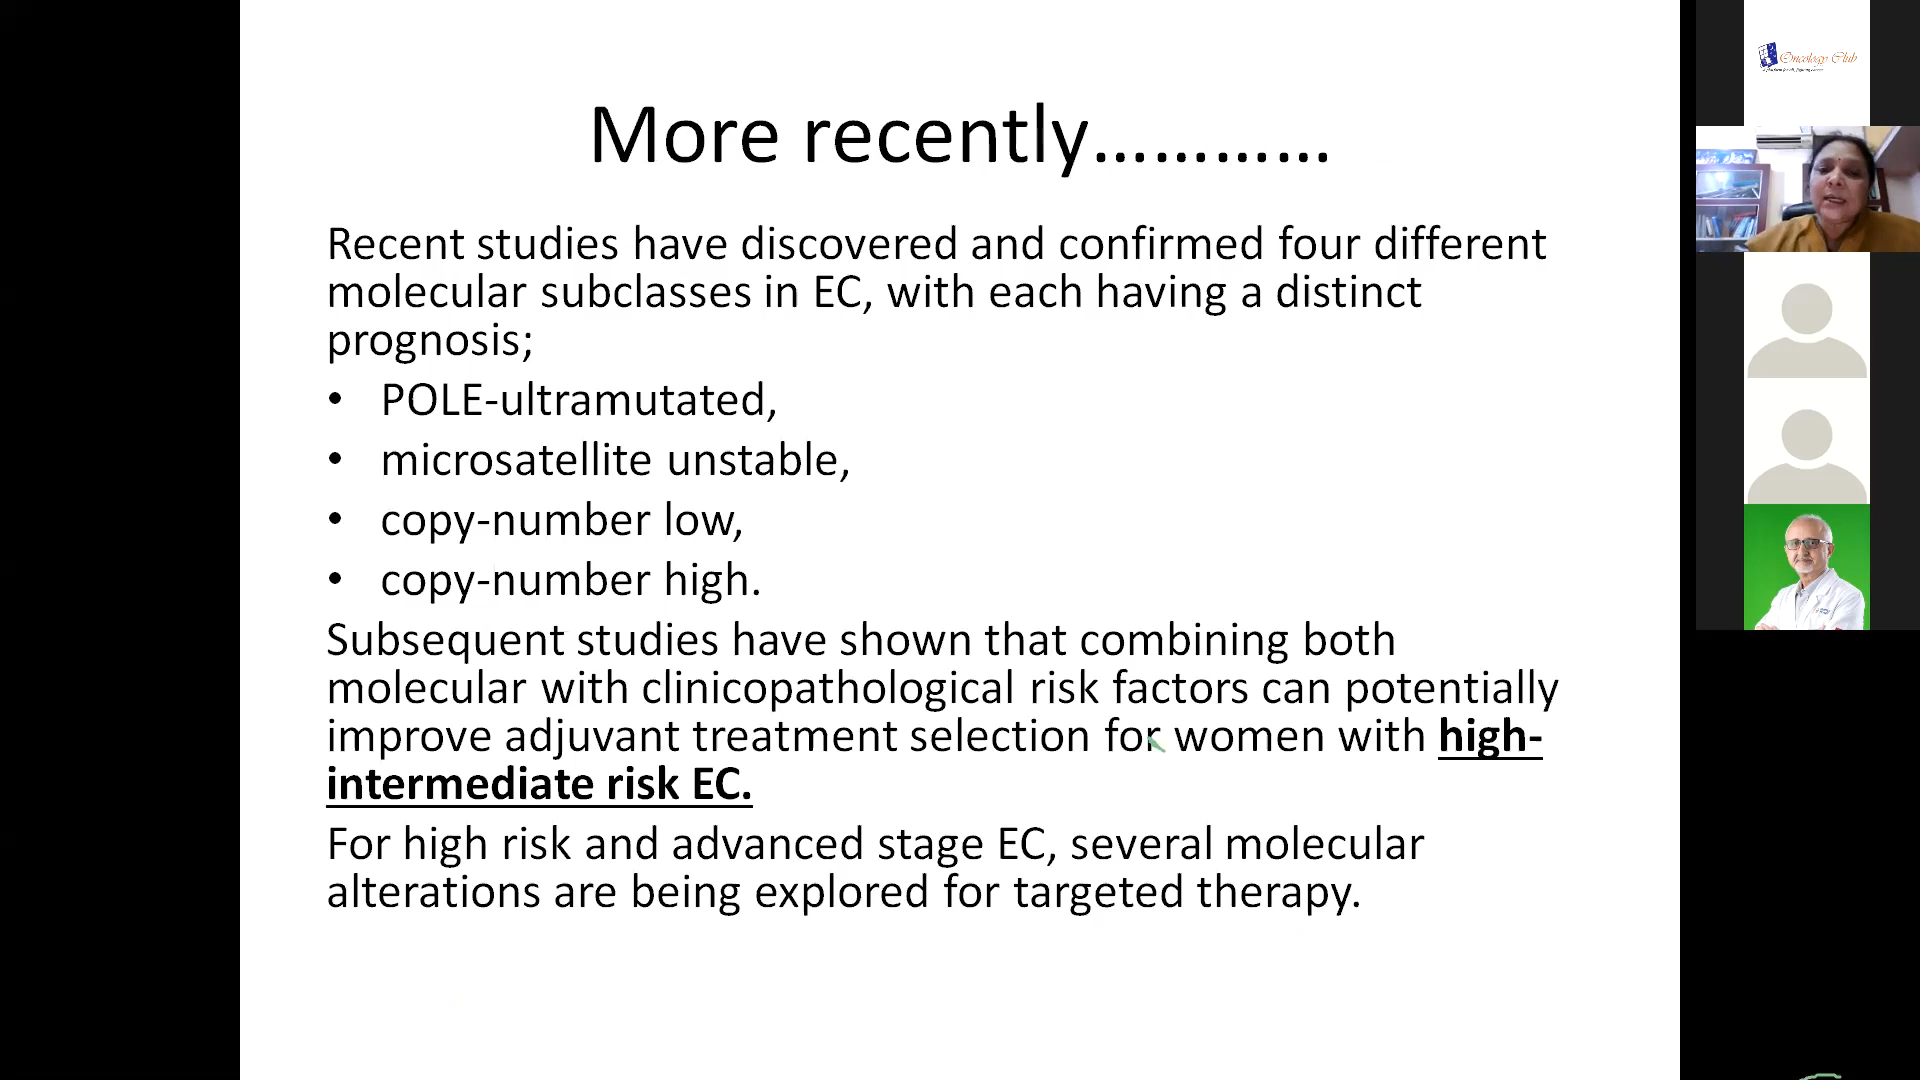 More recently…………
Recent studies have discovered and confirmed four different
molecular subclasses in EC, with each having a distinct
prognosis;
• POLE-ultramutated,
• microsatellite unstable,
• copy-number low,
• copy-number high.
Subsequent studies have shown that combining both
molecular with clinicopathological risk factors can potentially
improve adjuvant treatment selection for women with high-
intermediate risk EC.
For high risk and advanced stage EC, several molecular
alterations are being explored for targeted therapy.
Oncology Club